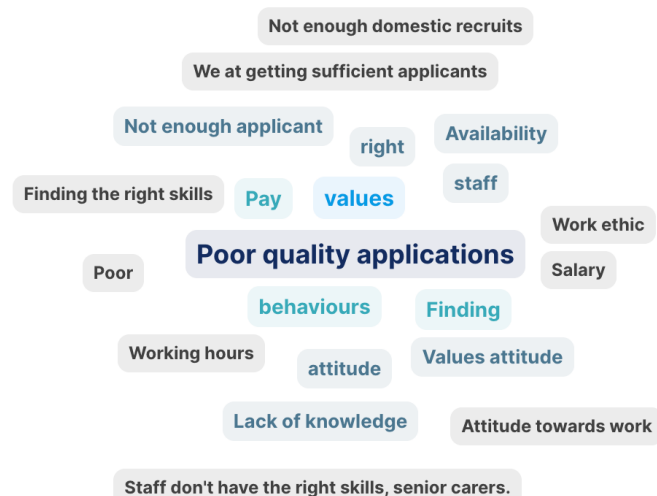 Not enough domestic recruits
We at getting sufficient applicants
Not enough applicant
Availability
right
staff
Finding the right skills
Pay
values
Work ethic
Poor quality applications
Poor
Salary
behaviours
Finding
Working hours
Values attitude
attitude
Lack of knowledge
Attitude towards work
Staff don't have the right skills, senior carers.